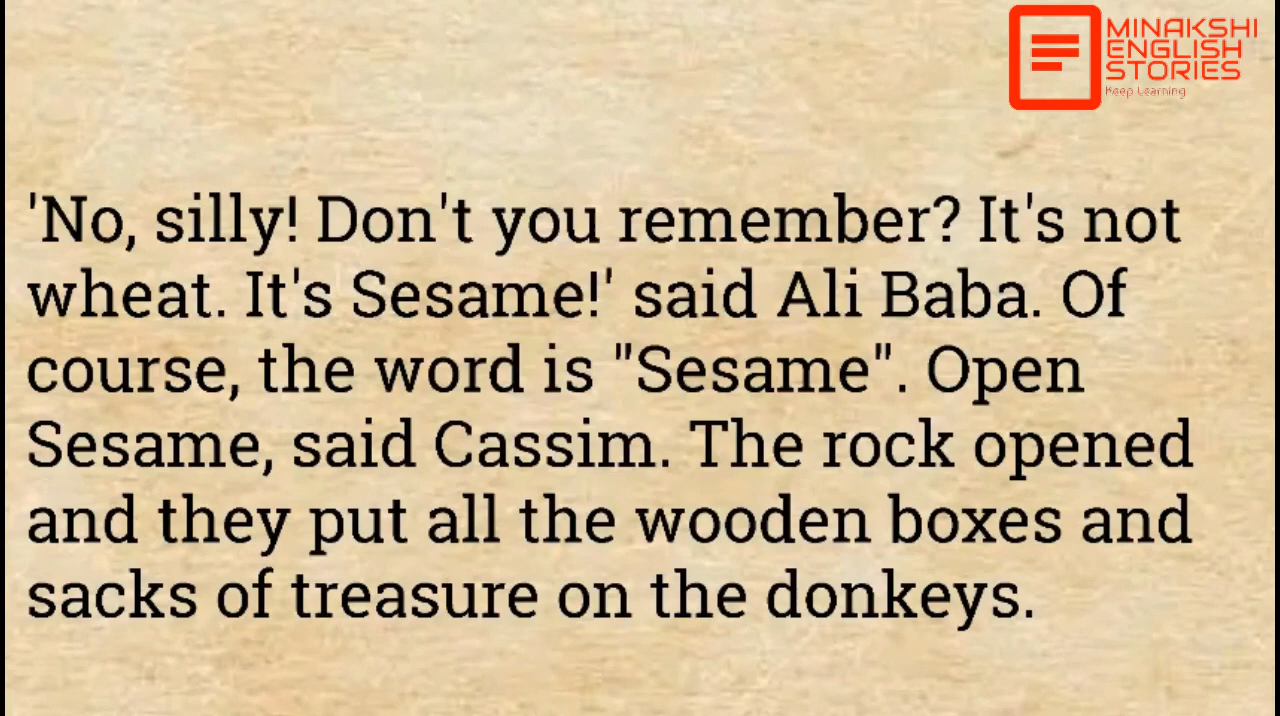 MINAKSHI
ENGLISH
STORIES
Keep Learning
'No, silly! Don't you remember? It's not
wheat. It's Sesame!' said Ali Baba. Of
course, the word is "Sesame". Open
Sesame, said Cassim. The rock opened
and they put all the wooden boxes and
sacks of treasure on the donkeys.